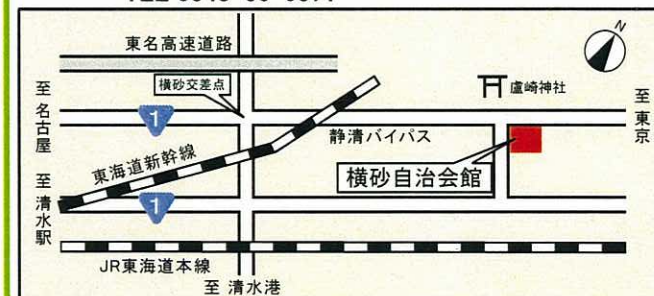 東名高速道路
N
横砂交差点
盧崎神社
至 名古屋
1
至 東京
静清バイパス
東海道新幹線
横砂自治会館
至 清水駅
1
JR東海道本線
至 清水港